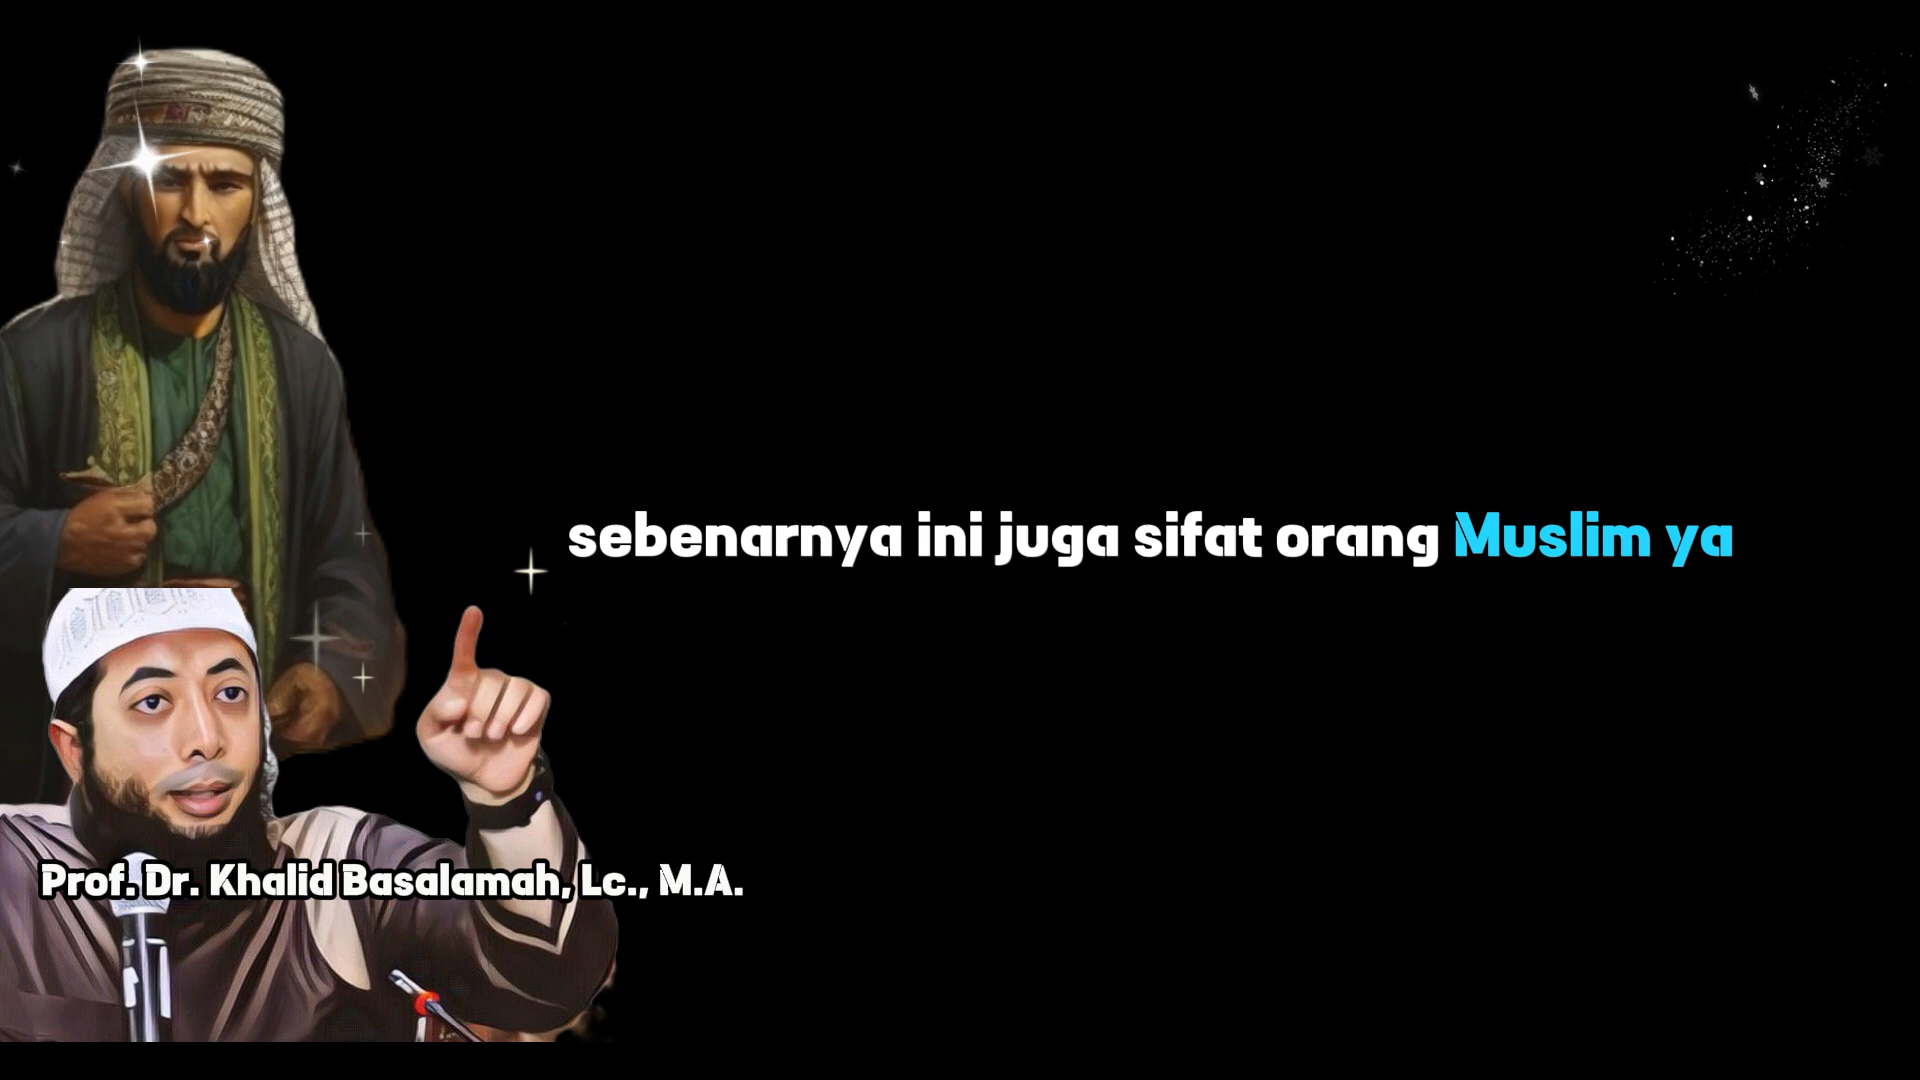 sebenarnya ini juga sifat orang Muslim ya
Prof. Dr. Khalid Basalamah, Lc., M.A.